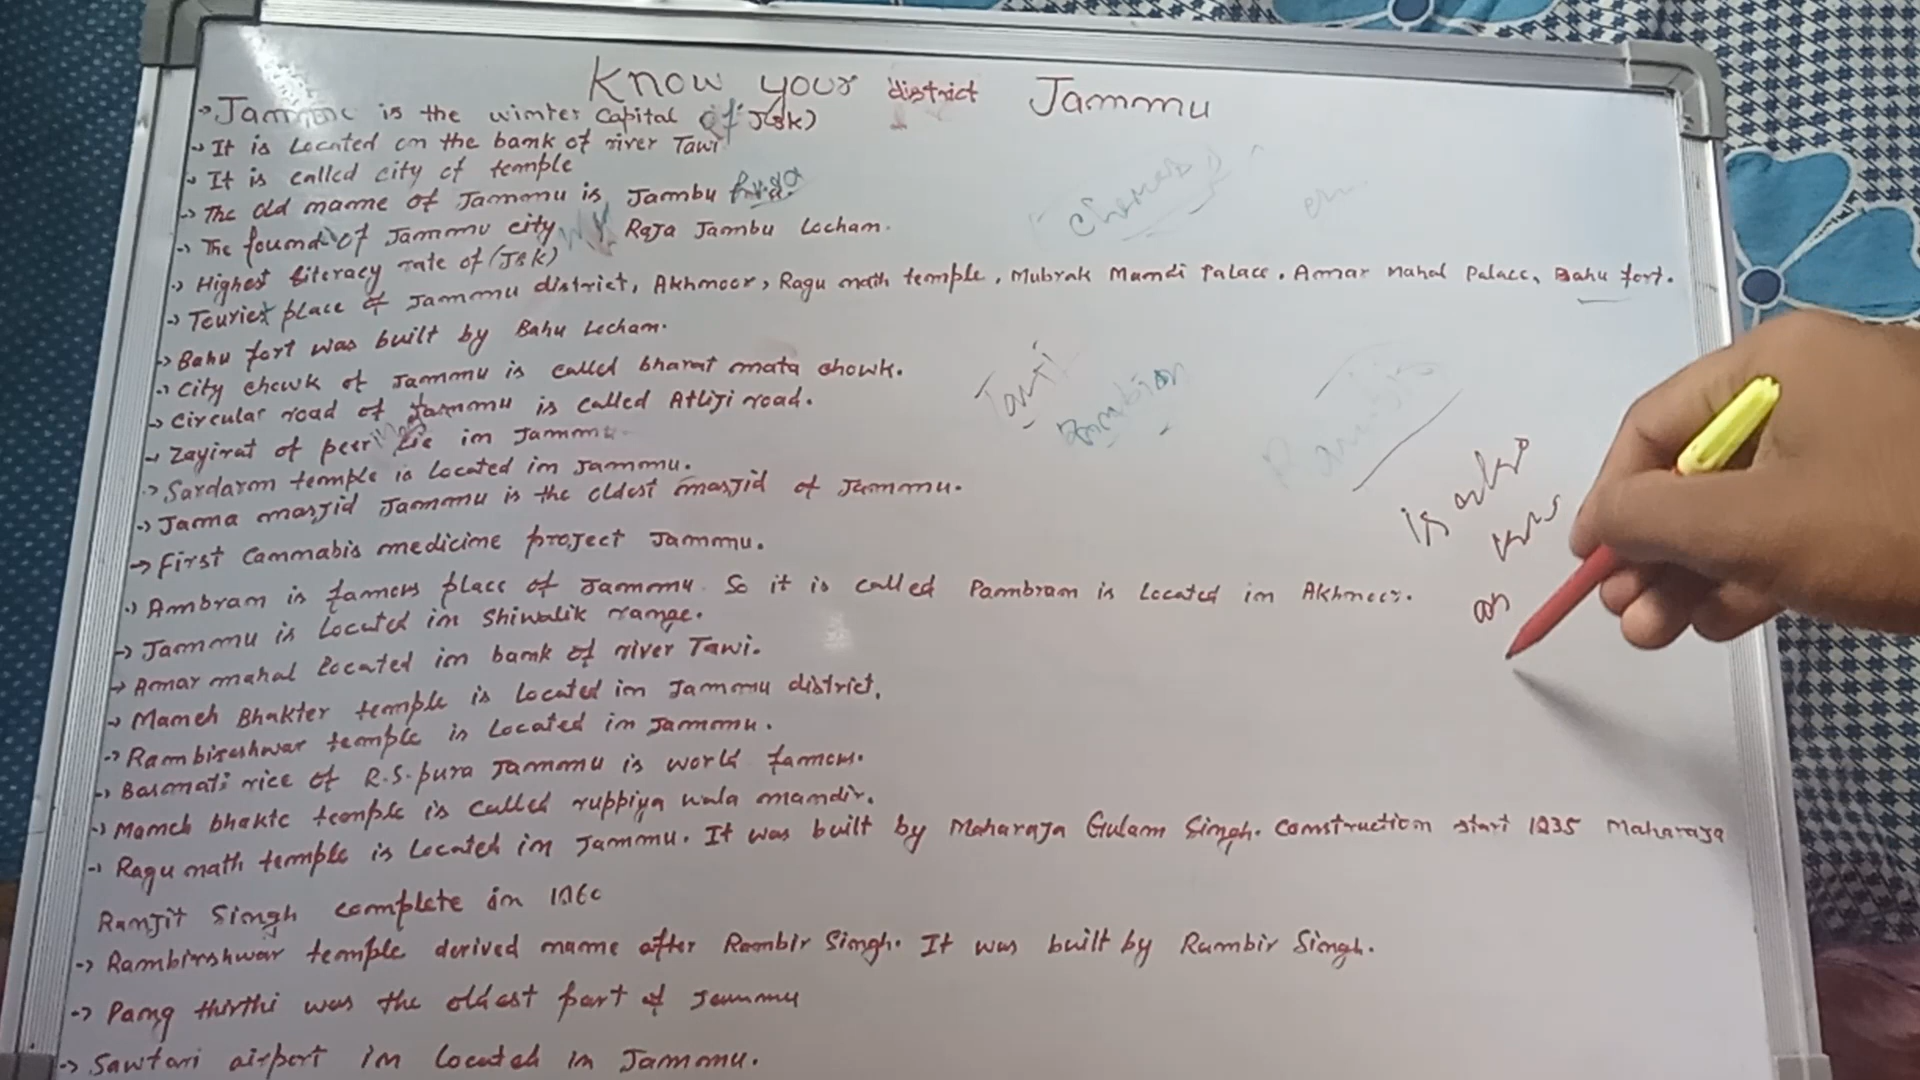 Know your district Jammu
-> Jammu is the winter Capital of J&K)
-> It is Located on the bank of river Tawi
-> It is called city of temple
-> The old name of Jammu is Jambu
-> The found of Jammu city Raja Jambu Locham.
-> Highest literacy rate of (J&K)
-> Touriest place of Jammu district, Akhnoor, Ragu nath temple, Mubrak Mandi Palace, Amar Mahal Palace, Bahu fort.
-> Bahu fort was built by Bahu Locham.
-> City chowk of Jammu is called bharat mata chowk.
-> Circular road of Jammu is called Atliji road.
-> Zayirat of peer in Jammu
-> Sardaron temple is Located in Jammu.
-> Jama masjid Jammu is the oldest masjid of Jammu.
-> First Cannabis medicine project Jammu.
-> Ambran is famous place of Jammu. So it is called Pambram is Located in Akhnoor.
-> Jammu is Located in Shiwalik range.
-> Amar mahal located in bank of river Tawi.
-> Mameh Bhakter temple is Located in Jammu district.
-> Rambireshwar temple is Located in Jammu.
-> Basmati rice of R.S.pura Jammu is world famous.
-> Mameh bhakte temple is called ruppiya wala mandir.
-> Ragu nath temple is Located in Jammu. It was built by Maharaja Gulam Singh. Construction start 1835 Maharaja
Ranjit Singh complete in 1860
-> Rambirshwar temple derived name after Rambir Singh. It was built by Rambir Singh.
-> Pang thirthi was the oldest part of Jammu
-> Sawtari airport in Located in Jammu.